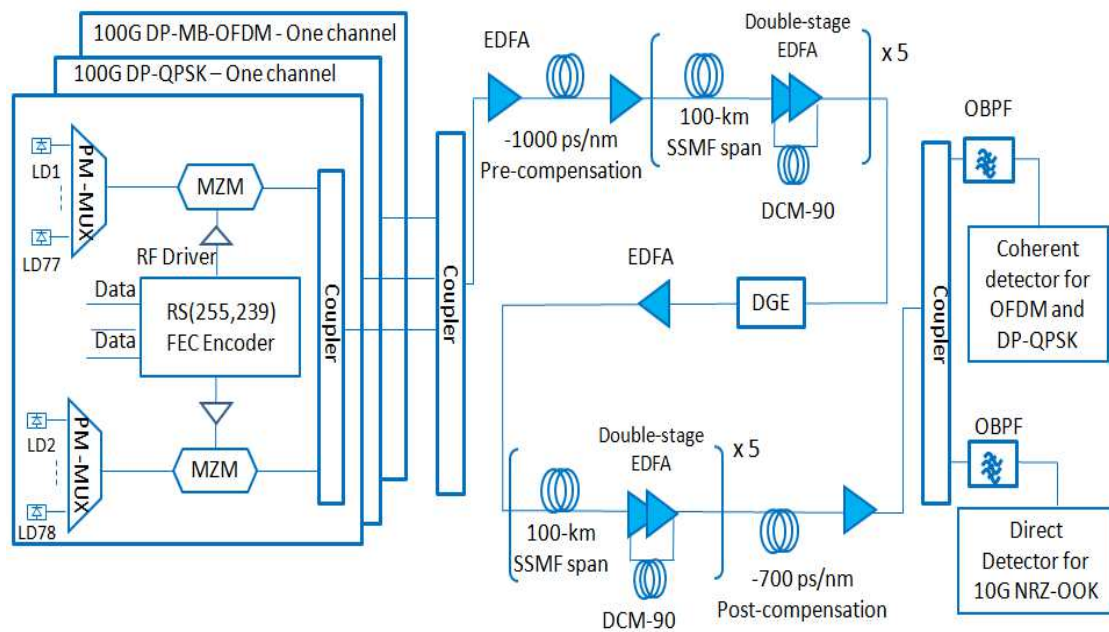 100G DP-MB-OFDM - One channel
100G DP-QPSK – One channel
LD1
LD77
PM -MUX
MZM
RF Driver
Data
Data
RS(255,239)
FEC Encoder
LD2
LD78
PM -MUX
MZM
Coupler
Coupler
EDFA
-1000 ps/nm
Pre-compensation
100-km
SSMF span
Double-stage
EDFA
x 5
DCM-90
EDFA
DGE
100-km
SSMF span
Double-stage
EDFA
x 5
DCM-90
-700 ps/nm
Post-compensation
Coupler
OBPF
Coherent
detector for
OFDM and
DP-QPSK
OBPF
Direct
Detector for
10G NRZ-OOK